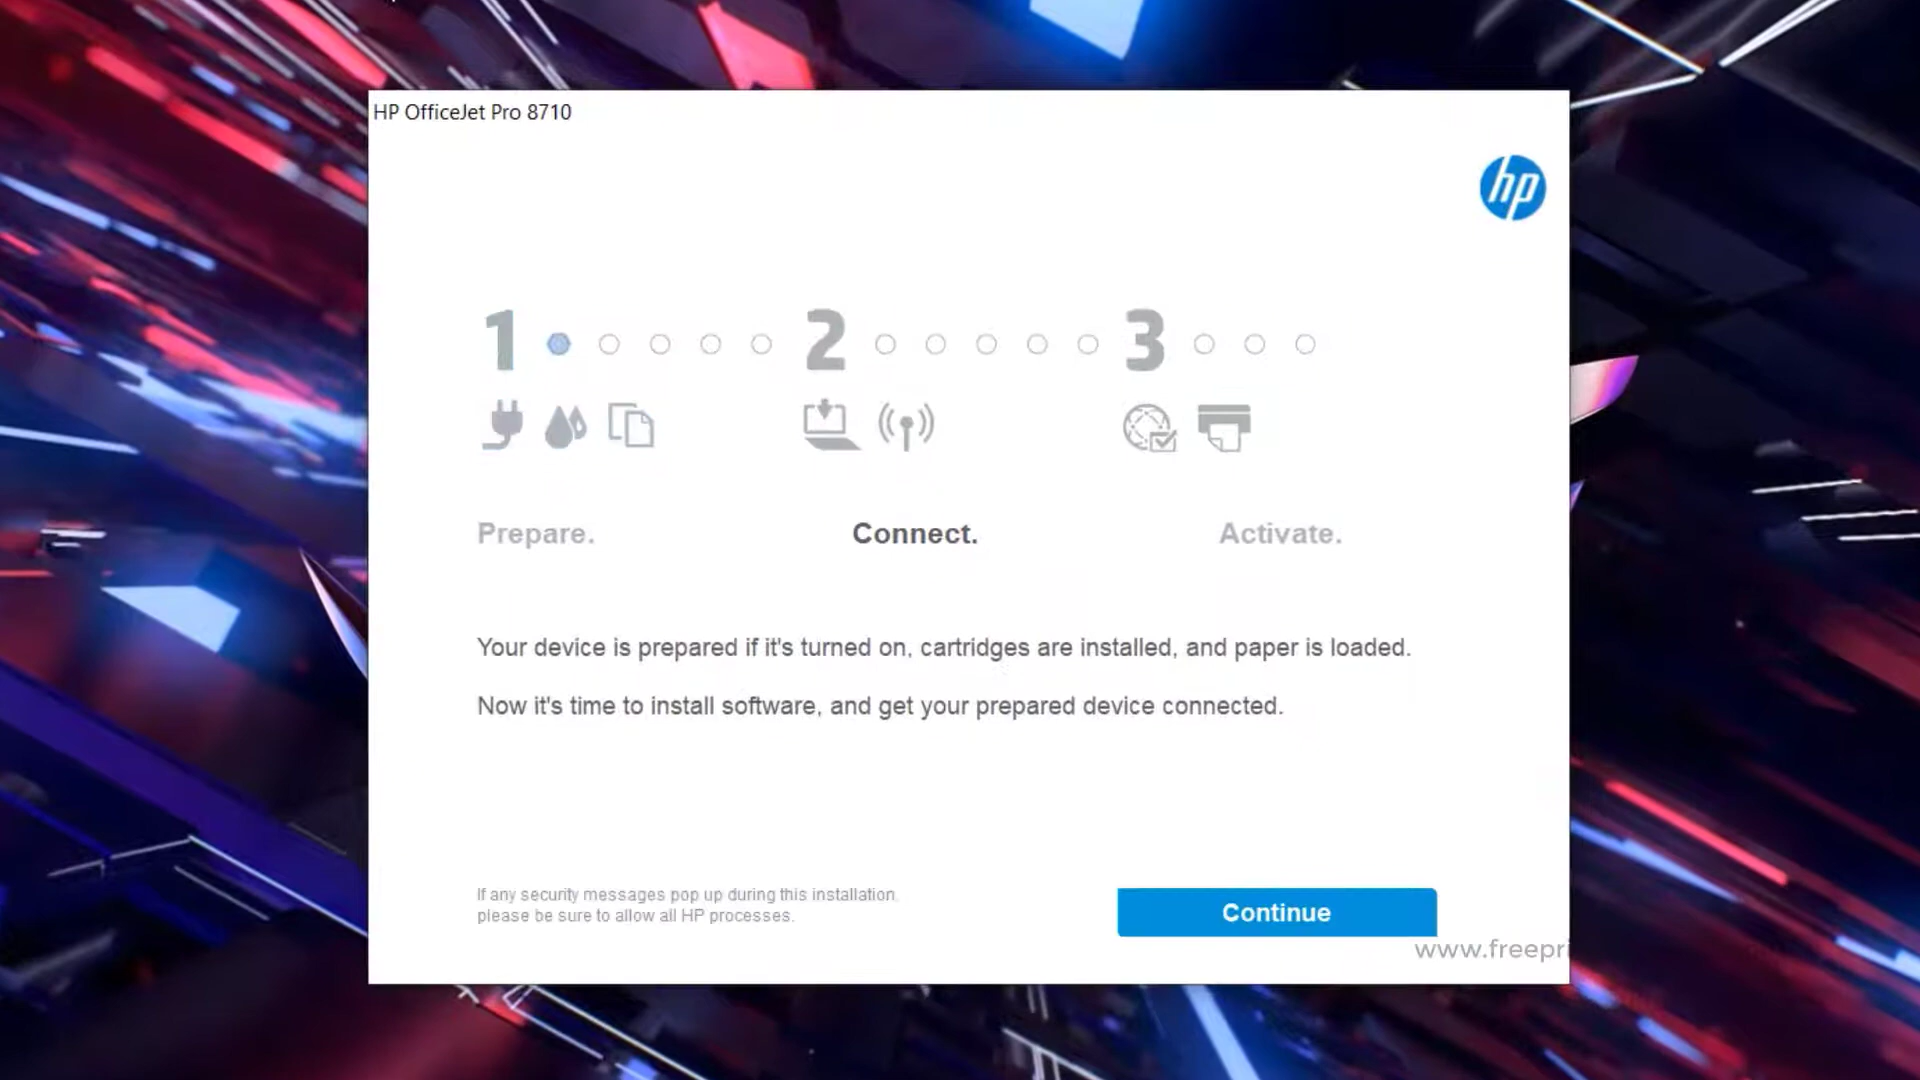 HP OfficeJet Pro 8710
hp
1 2 3
Prepare. Connect. Activate.
Your device is prepared if it's turned on, cartridges are installed, and paper is loaded.
Now it's time to install software, and get your prepared device connected.
If any security messages pop up during this installation,
please be sure to allow all HP processes.
Continue
www.freepri